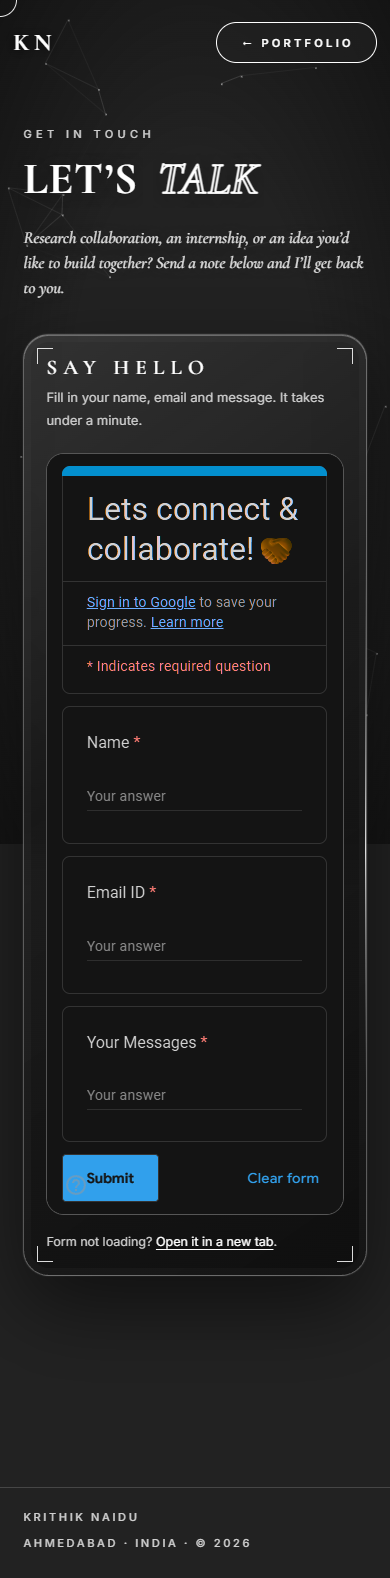 KN
← PORTFOLIO
GET IN TOUCH
LET’S TALK
Research collaboration, an internship, or an idea you’d
like to build together? Send a note below and I’ll get back
to you.
SAY HELLO
Fill in your name, email and message. It takes
under a minute.
Lets connect &
collaborate! 🤝
Sign in to Google to save your
progress. Learn more
* Indicates required question
Name *
Your answer
Email ID *
Your answer
Your Messages *
Your answer
Submit
Clear form
Form not loading? Open it in a new tab.
KRITHIK NAIDU
AHMEDABAD · INDIA · © 2026